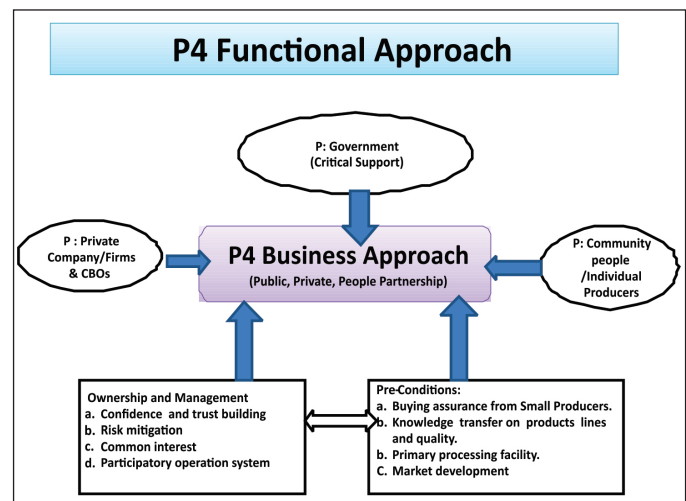 P4 Functional Approach
P: Government
(Critical Support)
P : Private
Company/Firms
& CBOs
P4 Business Approach
(Public, Private, People Partnership)
P: Community
people
/Individual
Producers
Ownership and Management
a. Confidence and trust building
b. Risk mitigation
c. Common interest
d. Participatory operation system
Pre-Conditions:
a. Buying assurance from Small Producers.
b. Knowledge transfer on products lines
and quality.
b. Primary processing facility.
C. Market development